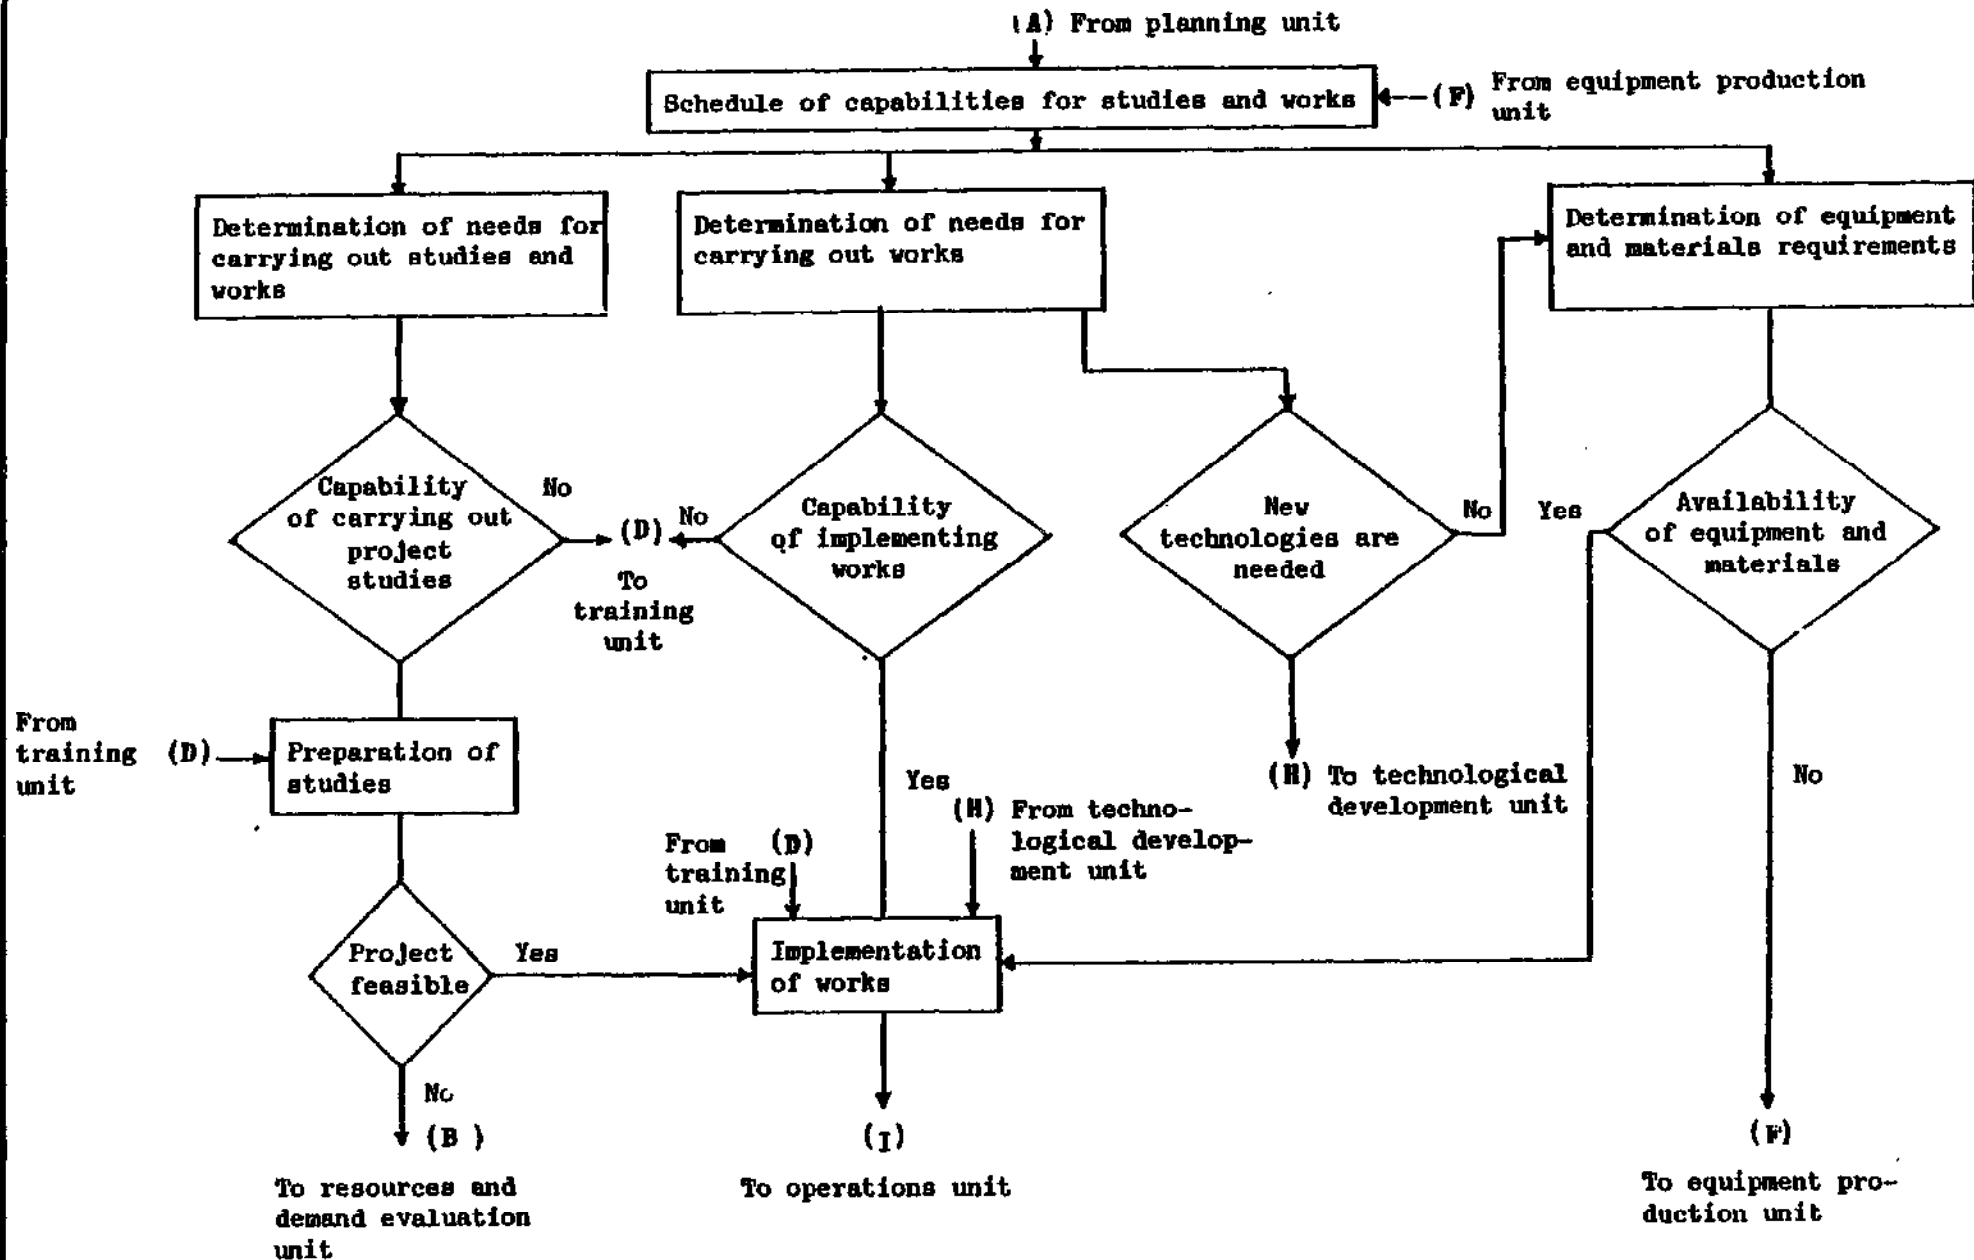 (A) From planning unit
Schedule of capabilities for studies and works
(F) From equipment production
unit
Determination of needs for
carrying out studies and
works
Determination of needs for
carrying out works
Determination of equipment
and materials requirements
Capability
of carrying out
project
studies
No
(D)
To
training
unit
No
Capability
of implementing
works
New
technologies are
needed
No
Yes
Availability
of equipment and
materials
From
training (D)
unit
Preparation of
studies
Yes
(H) To technological
development unit
No
From (D)
training
unit
(H) From techno-
logical develop-
ment unit
Project
feasible
Yes
Implementation
of works
No
(B )
To resources and
demand evaluation
unit
(I)
To operations unit
(F)
To equipment pro-
duction unit